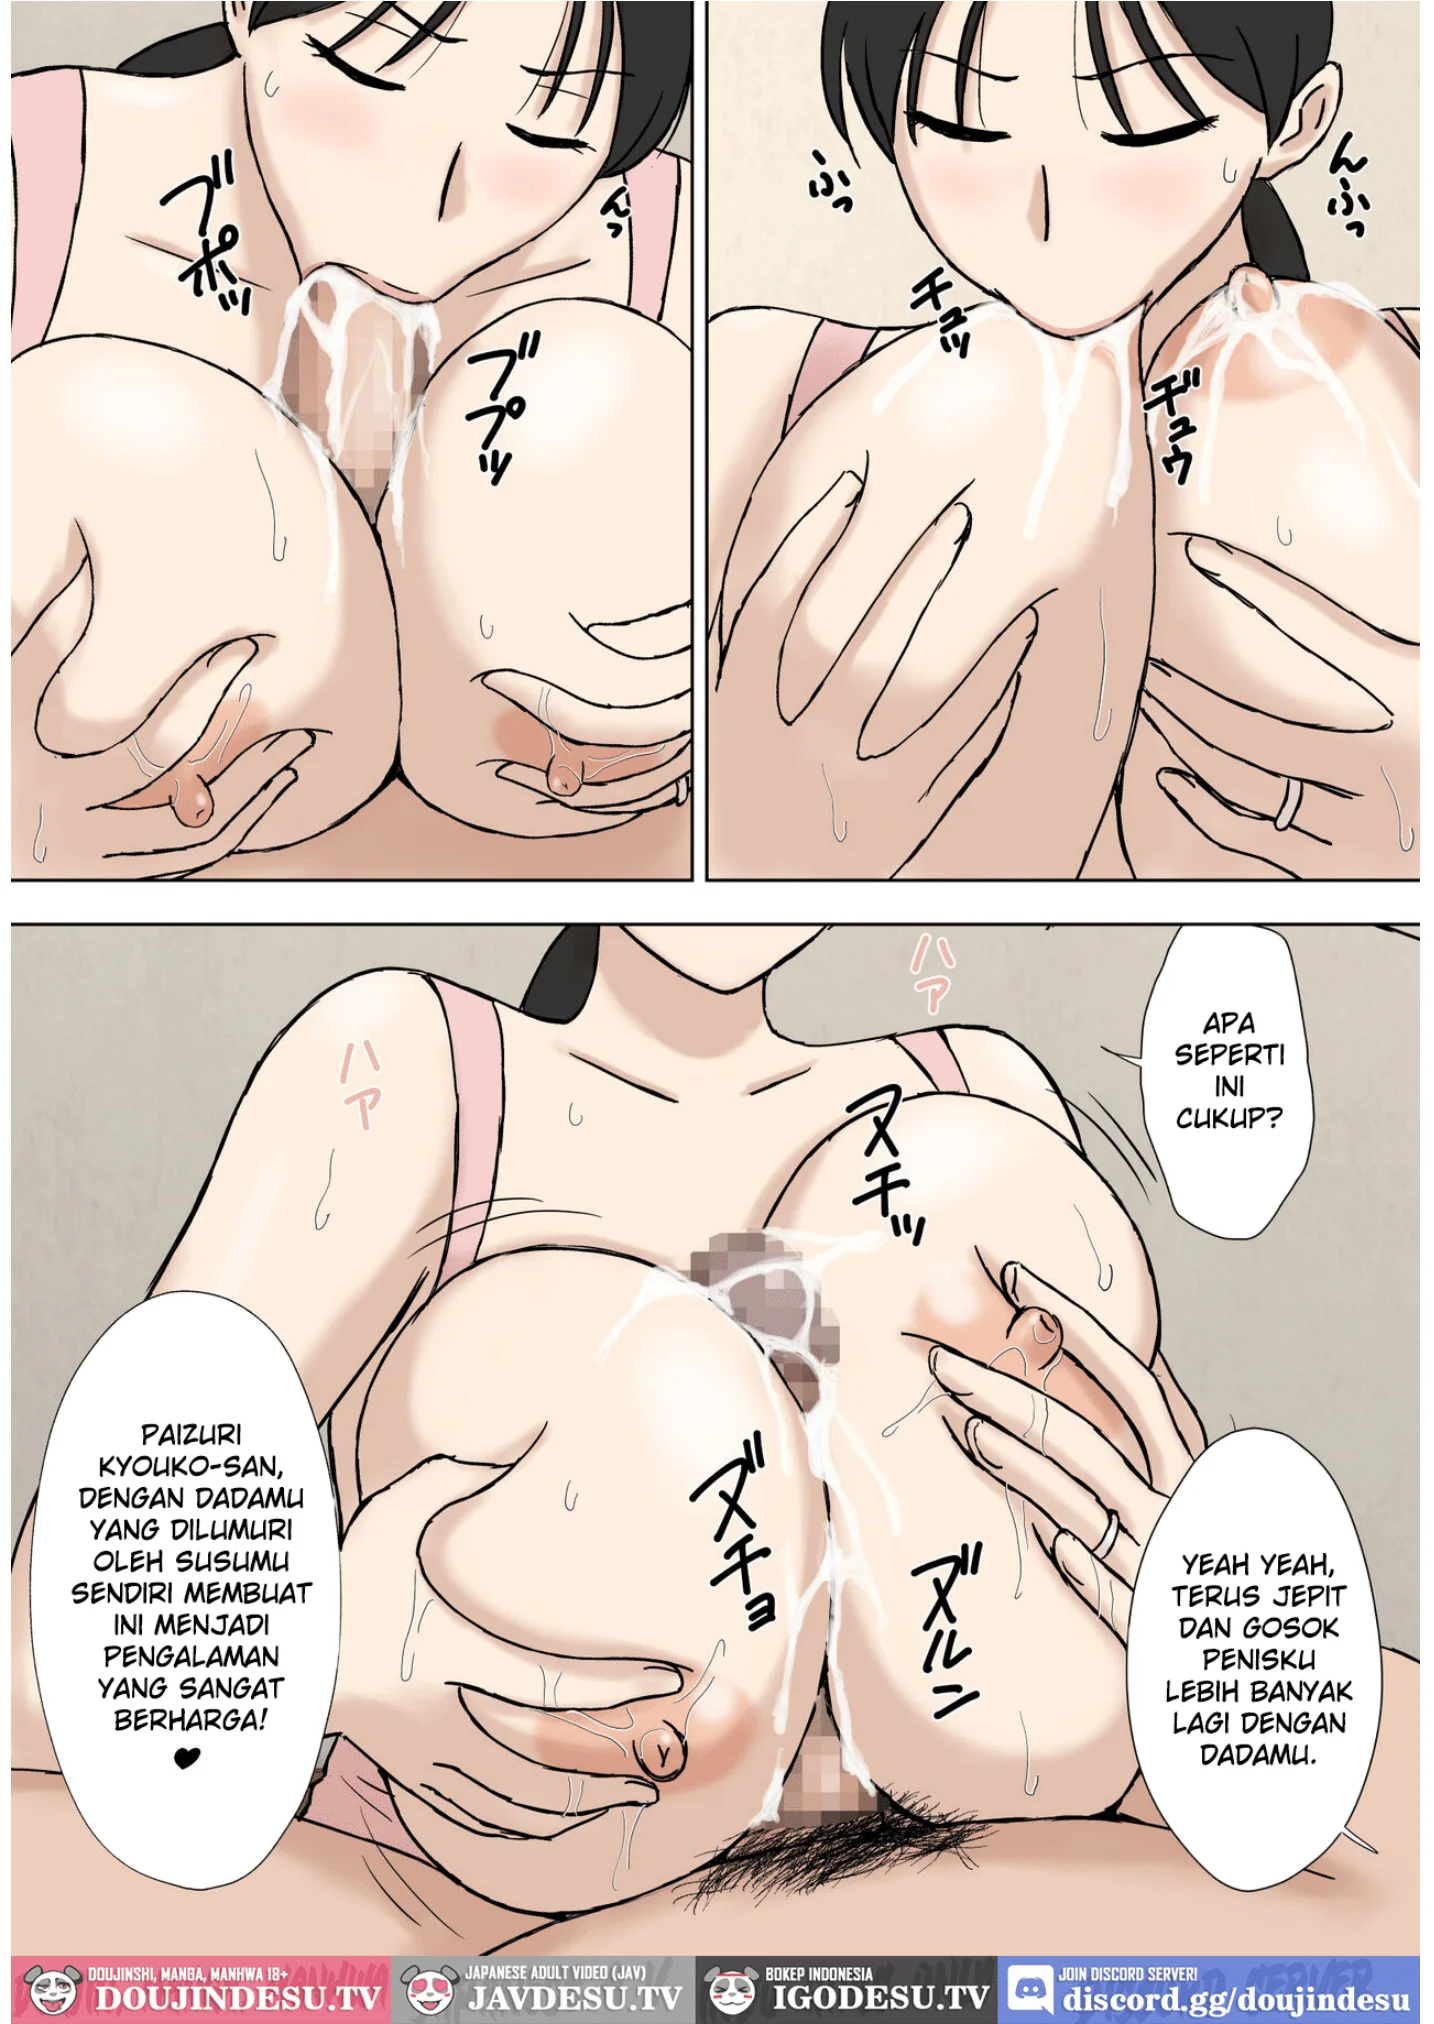 ブポッ
んっ
ブプッ
ふっ
んふっ
チュッ
ヂュウ
ハァ
ハァ
APA
SEPERTI
INI
CUKUP?
ヌメチッ
PAIZURI
KYOUKO-SAN,
DENGAN DADAMU
YANG DILUMURI
OLEH SUSUMU
SENDIRI MEMBUAT
INI MENJADI
PENGALAMAN
YANG SANGAT
BERHARGA!
♥
ヌメチョ
ズルン
YEAH YEAH,
TERUS JEPIT
DAN GOSOK
PENISKU
LEBIH BANYAK
LAGI DENGAN
DADAMU.
DOUJINSHI, MANGA, MANHWA 18+
DOUJINDESU.TV
JAPANESE ADULT VIDEO (JAV)
JAVDESU.TV
BOKEP INDONESIA
IGODESU.TV
JOIN DISCORD SERVER!
discord.gg/doujindesu